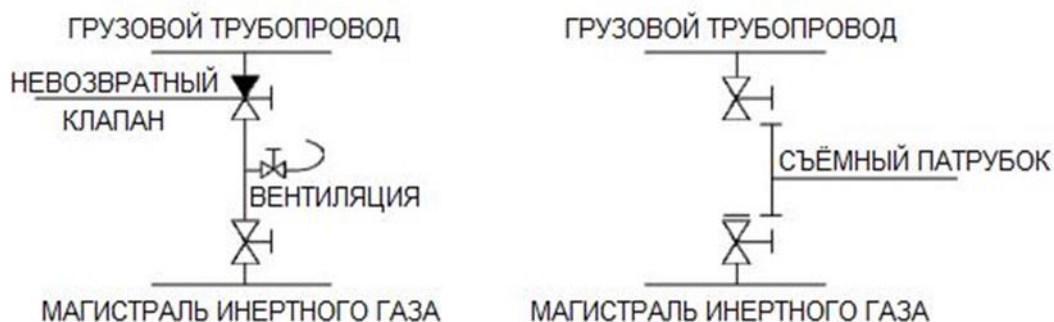 ГРУЗОВОЙ ТРУБОПРОВОД
НЕВОЗВРАТНЫЙ
КЛАПАН
ВЕНТИЛЯЦИЯ
МАГИСТРАЛЬ ИНЕРТНОГО ГАЗА
ГРУЗОВОЙ ТРУБОПРОВОД
СЪЁМНЫЙ ПАТРУБОК
МАГИСТРАЛЬ ИНЕРТНОГО ГАЗА